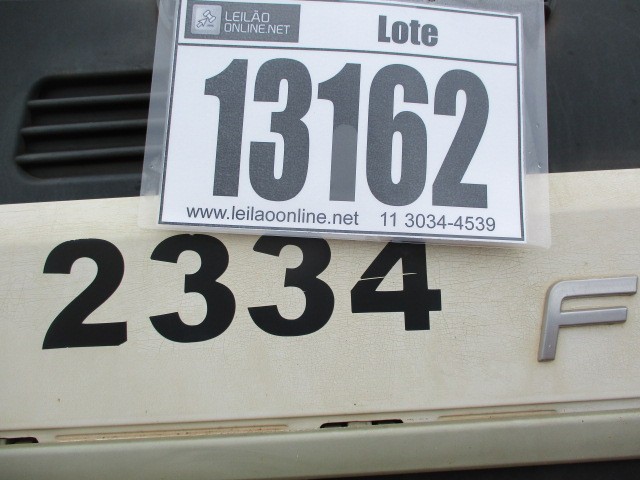 LEILÃO
ONLINE.NET
Lote
13162
www.leilaoonline.net 11 3034-4539
2334
F